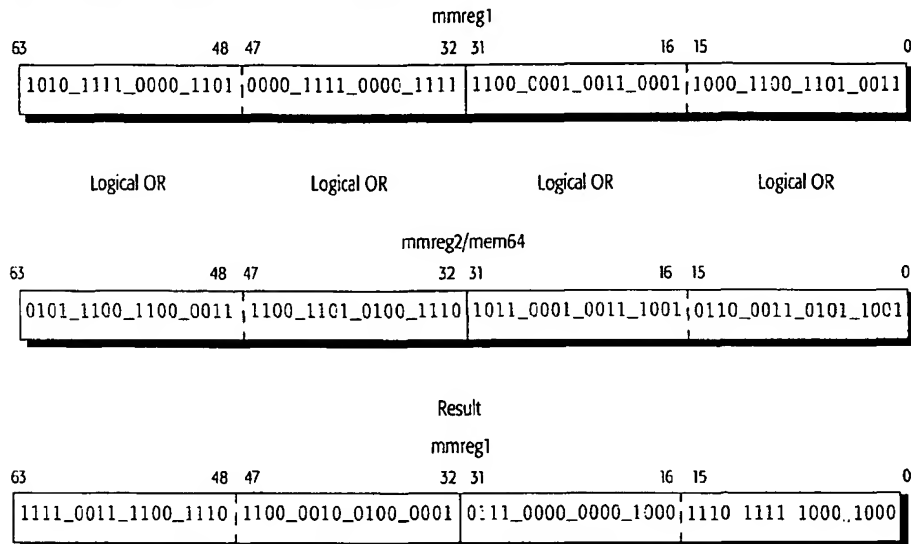 mmreg1
63 48 47 32 31 16 15 0
1010_1111_0000_1101 0000_1111_0000_1111 1100_0001_0011_0001 1000_1100_1101_0011
Logical OR Logical OR Logical OR Logical OR
mmreg2/mem64
63 48 47 32 31 16 15 0
0101_1100_1100_0011 1100_1101_0100_1110 1011_0001_0011_1001 0110_0011_0101_1001
Result
mmreg1
63 48 47 32 31 16 15 0
1111_0011_1100_1110 1100_0010_0100_0001 0111_0000_0000_1000 1110 1111 1000_1000